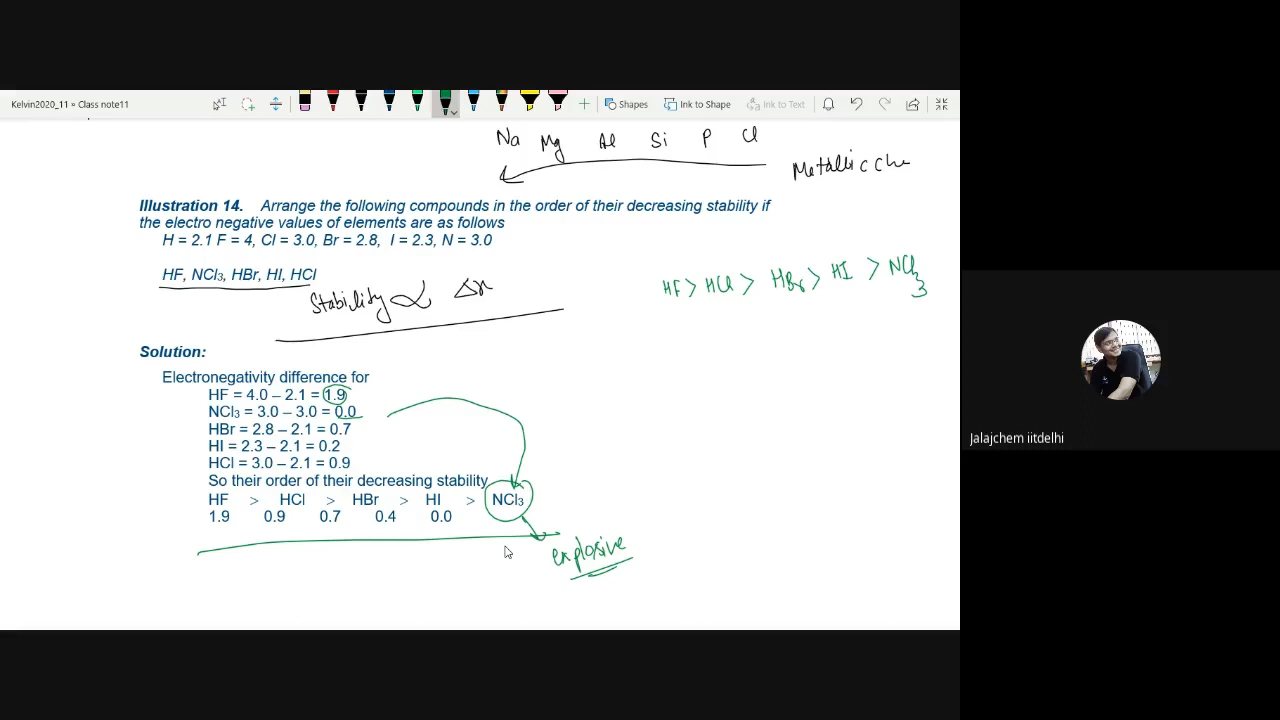 Kelvin2020_11 » Class note11
Shapes
Ink to Shape
Ink to Text
Na Mg Al Si P Cl
Metallic
Illustration 14. Arrange the following compounds in the order of their decreasing stability if
the electro negative values of elements are as follows
H = 2.1 F = 4, Cl = 3.0, Br = 2.8, I = 2.3, N = 3.0
HF, NCl₃, HBr, HI, HCl
HF > HCl > HBr > HI > NCl₃
Stability ∝
Solution:
Electronegativity difference for
HF = 4.0 – 2.1 = 1.9
NCl₃ = 3.0 – 3.0 = 0.0
HBr = 2.8 – 2.1 = 0.7
HI = 2.3 – 2.1 = 0.2
HCl = 3.0 – 2.1 = 0.9
So their order of their decreasing stability
HF > HCl > HBr > HI > NCl₃
1.9 0.9 0.7 0.4 0.0
explosive
Jalajchem iitdelhi